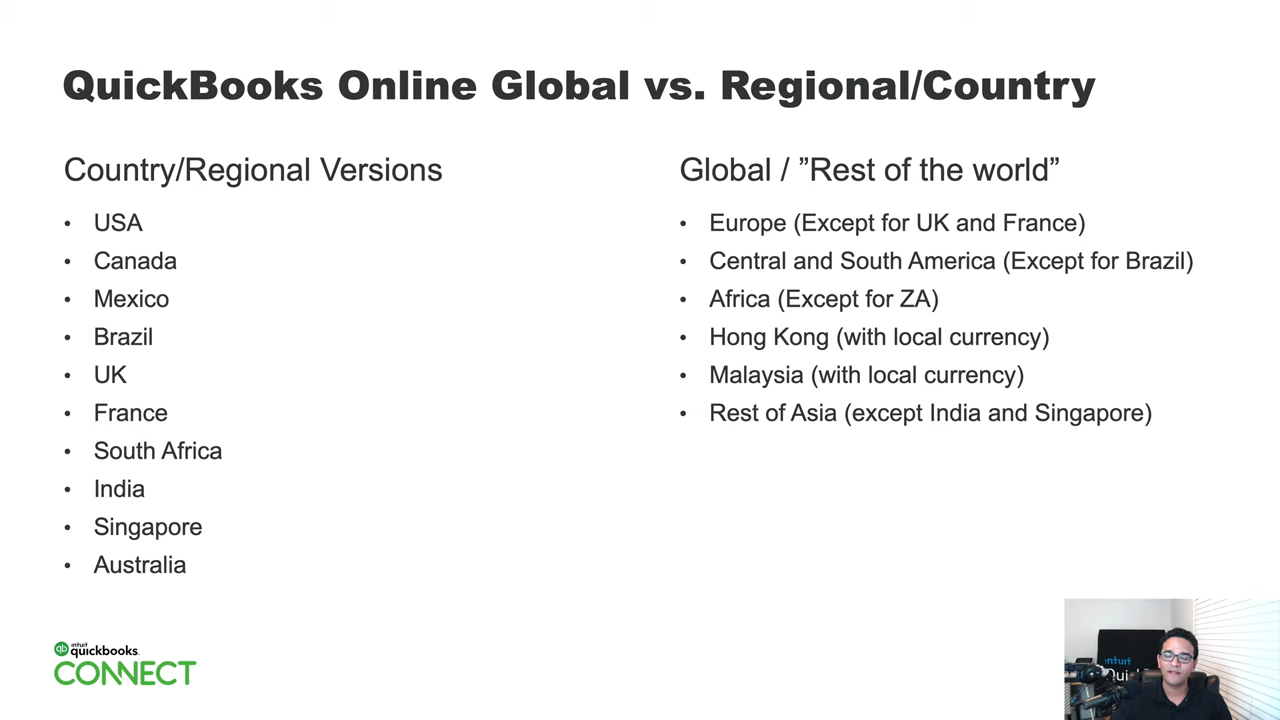 QuickBooks Online Global vs. Regional/Country
Country/Regional Versions
• USA
• Canada
• Mexico
• Brazil
• UK
• France
• South Africa
• India
• Singapore
• Australia
Global / ”Rest of the world”
• Europe (Except for UK and France)
• Central and South America (Except for Brazil)
• Africa (Except for ZA)
• Hong Kong (with local currency)
• Malaysia (with local currency)
• Rest of Asia (except India and Singapore)
qb intuit
quickbooks.
CONNECT
intuit